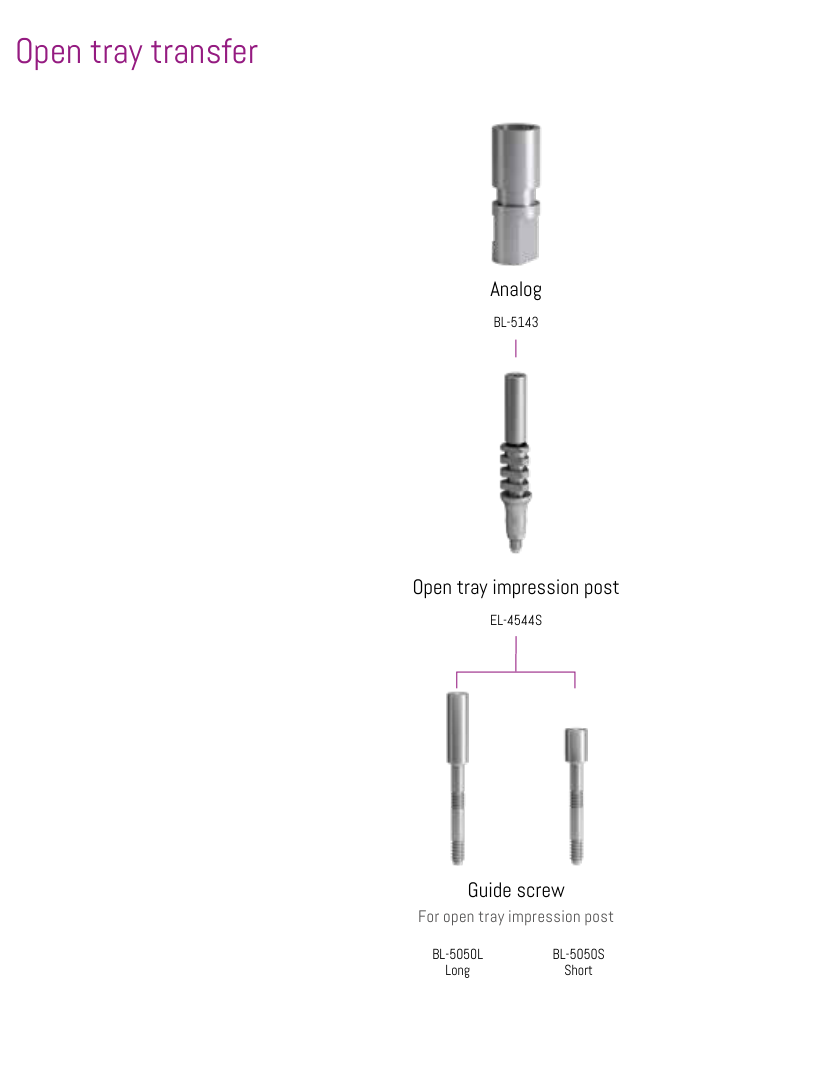 Open tray transfer
Analog
BL-5143
Open tray impression post
EL-4544S
Guide screw
For open tray impression post
BL-5050L
Long
BL-5050S
Short